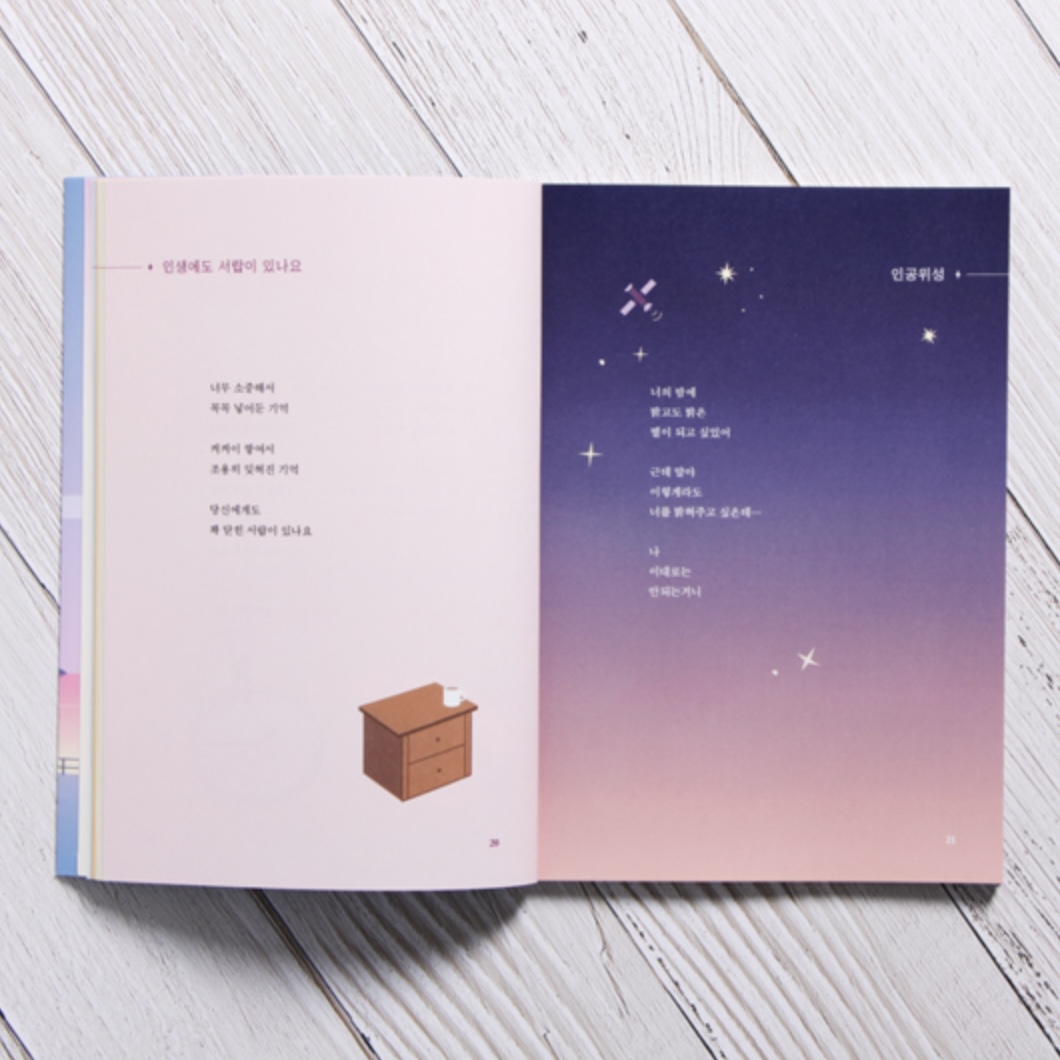 인생에도 서랍이 있나요
너무 소중해서
꼭꼭 넣어둔 기억
켜켜이 쌓여서
조용히 잊혀진 기억
당신에게도
꽉 닫힌 서랍이 있나요
20
인공위성
너의 밤에
밝고도 밝은
별이 되고 싶었어
근데 말야
이렇게라도
너를 밝혀주고 싶은데…
나
이대로는
안되는거니
21